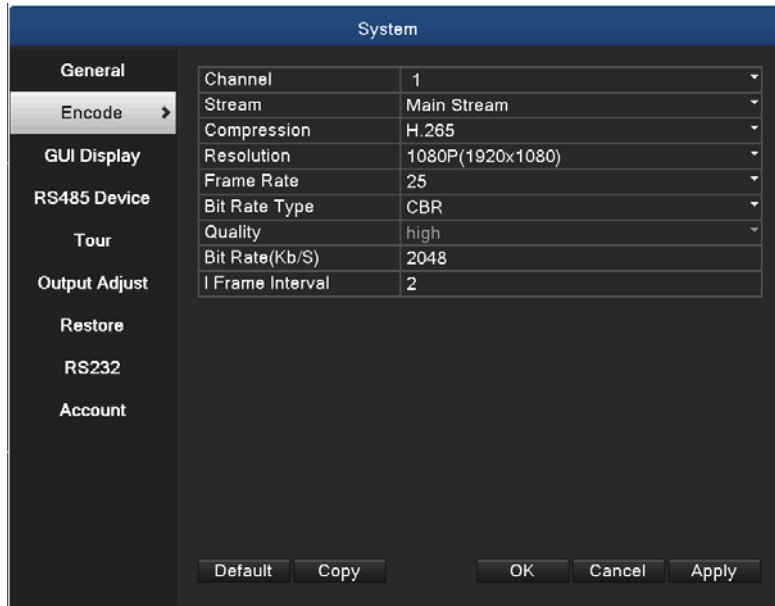 System
General
Encode
GUI Display
RS485 Device
Tour
Output Adjust
Restore
RS232
Account
Channel 1
Stream Main Stream
Compression H.265
Resolution 1080P(1920x1080)
Frame Rate 25
Bit Rate Type CBR
Quality high
Bit Rate(Kb/S) 2048
I Frame Interval 2
Default Copy OK Cancel Apply